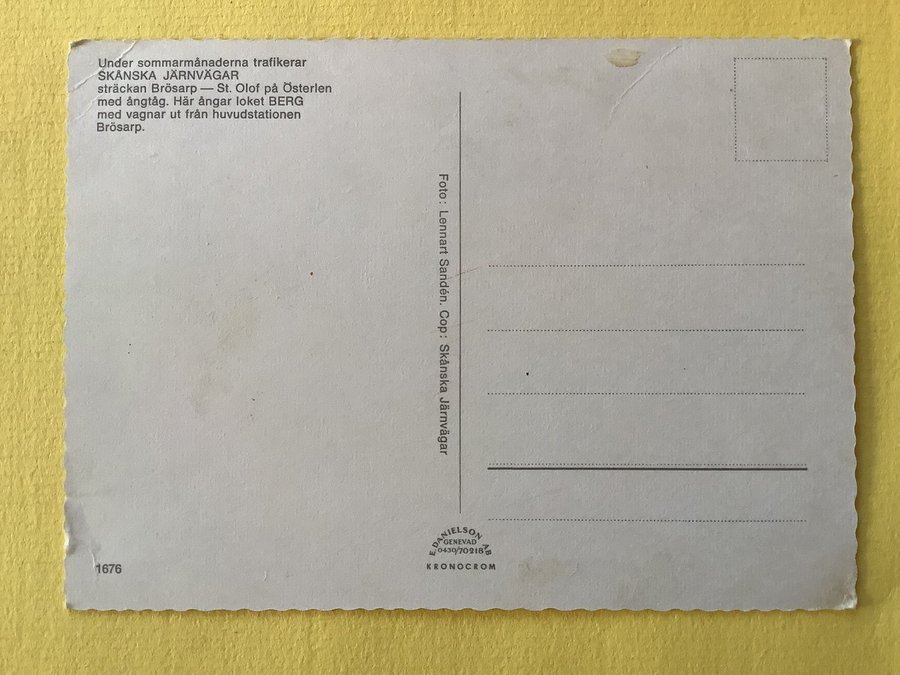 Under sommarmånaderna trafikerar
SKÅNSKA JÄRNVÄGAR
sträckan Brösarp — St. Olof på Österlen
med ångtåg. Här ångar loket BERG
med vagnar ut från huvudstationen
Brösarp.
Foto: Lennart Sandén. Cop: Skånska Järnvägar
E. DANIELSON AB
GENEVAD
0430/70218
KRONOCROM
1676